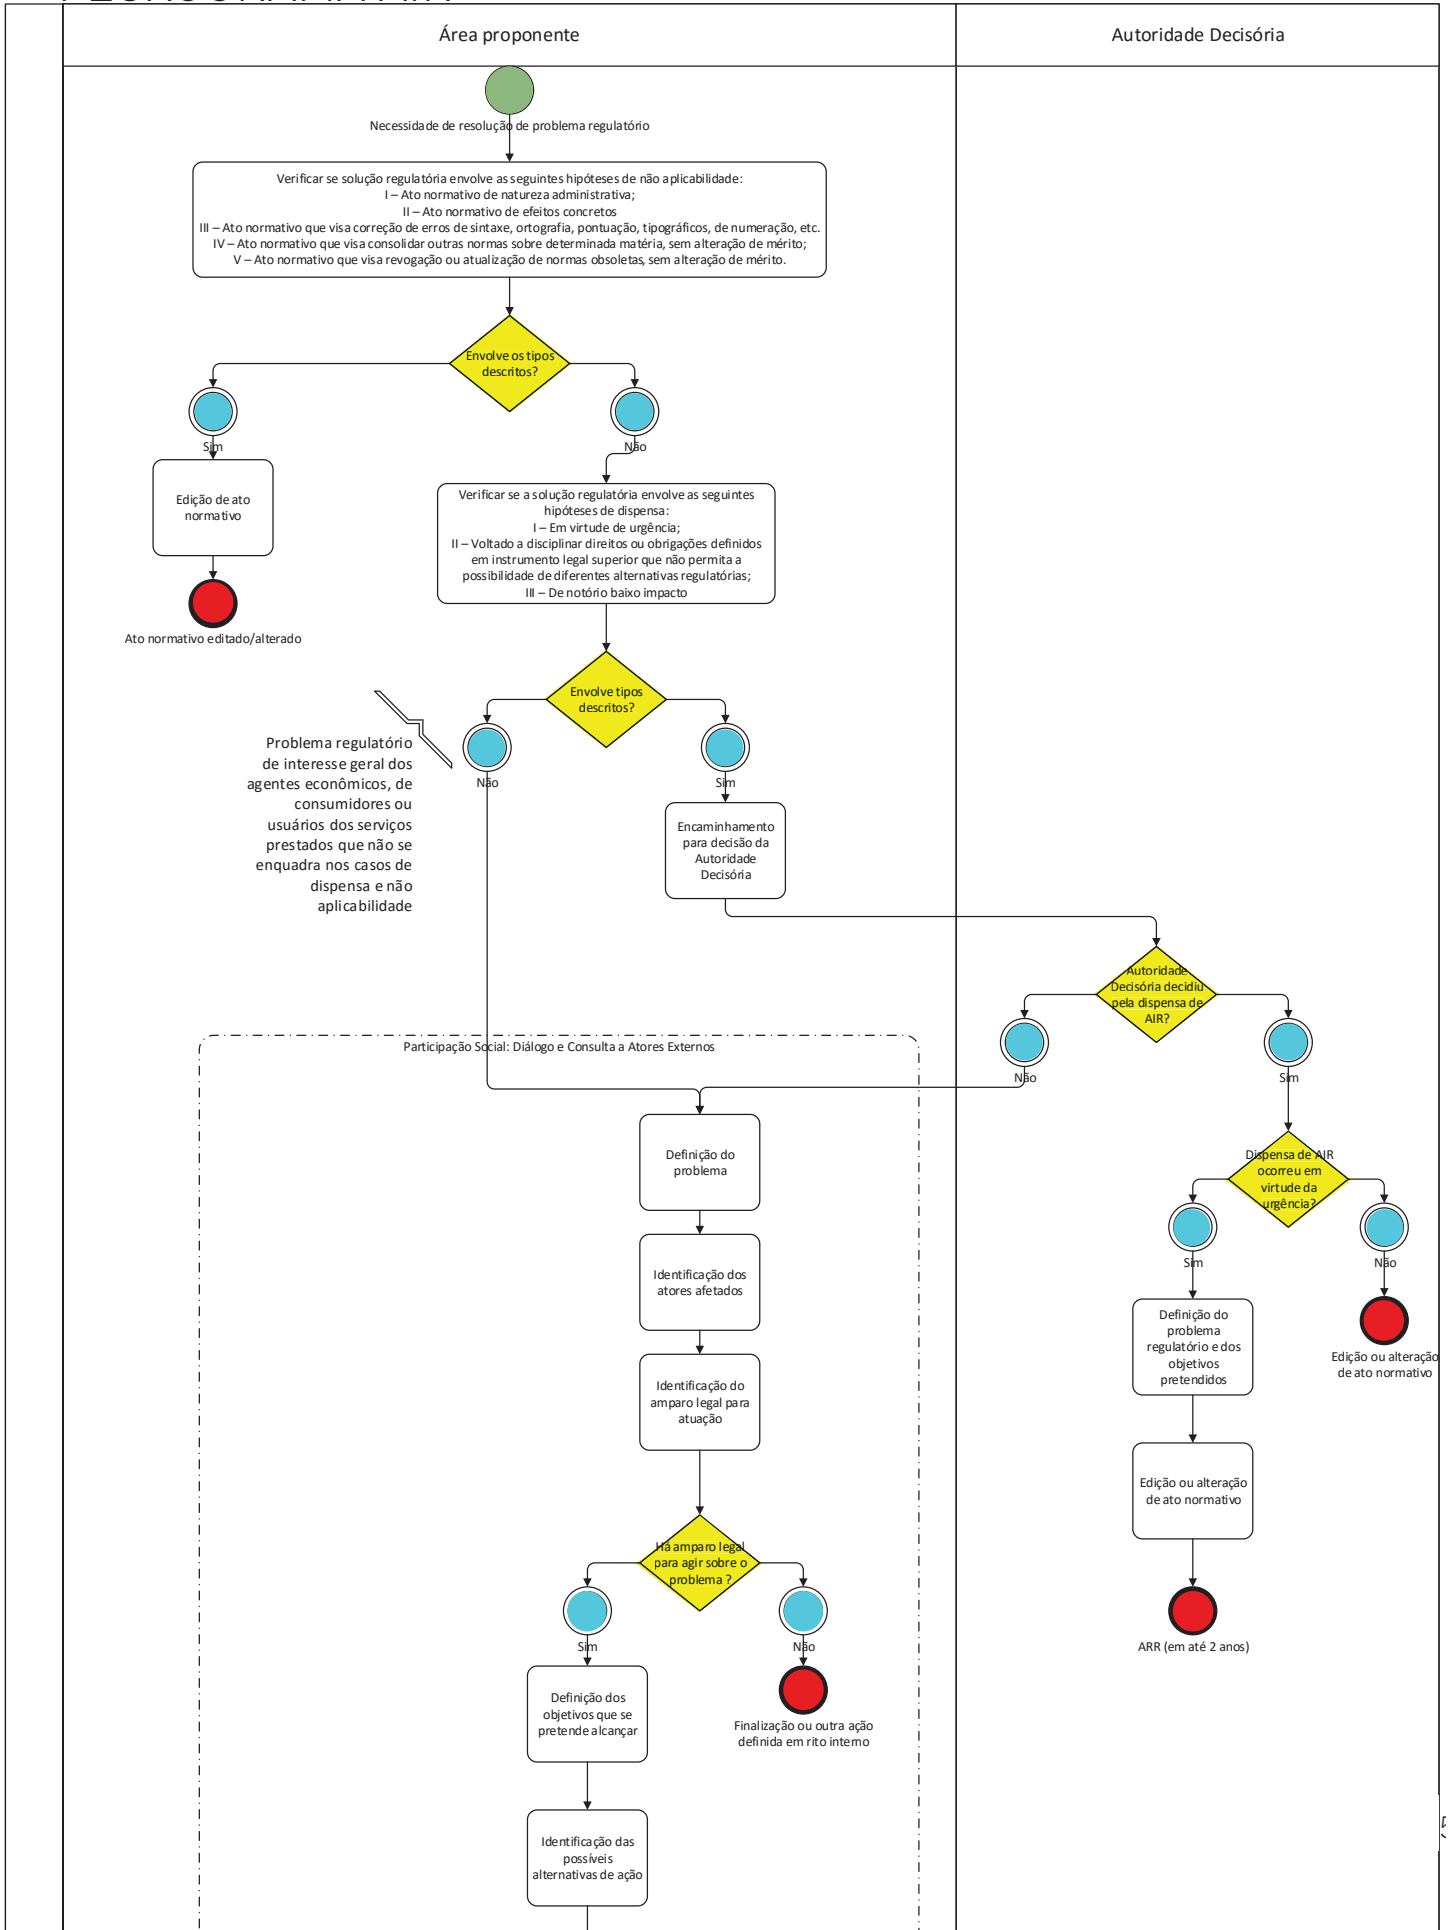 Área proponente
Autoridade Decisória
Necessidade de resolução de problema regulatório
Verificar se solução regulatória envolve as seguintes hipóteses de não aplicabilidade:
I – Ato normativo de natureza administrativa;
II – Ato normativo de efeitos concretos
III – Ato normativo que visa correção de erros de sintaxe, ortografia, pontuação, tipográficos, de numeração, etc.
IV – Ato normativo que visa consolidar outras normas sobre determinada matéria, sem alteração de mérito;
V – Ato normativo que visa revogação ou atualização de normas obsoletas, sem alteração de mérito.
Envolve os tipos
descritos?
Sim
Não
Edição de ato
normativo
Ato normativo editado/alterado
Verificar se a solução regulatória envolve as seguintes
hipóteses de dispensa:
I – Em virtude de urgência;
II – Voltado a disciplinar direitos ou obrigações definidos
em instrumento legal superior que não permita a
possibilidade de diferentes alternativas regulatórias;
III – De notório baixo impacto
Envolve tipos
descritos?
Não
Sim
Problema regulatório
de interesse geral dos
agentes econômicos, de
consumidores ou
usuários dos serviços
prestados que não se
enquadra nos casos de
dispensa e não
aplicabilidade
Encaminhamento
para decisão da
Autoridade
Decisória
Autoridade
Decisória decidiu
pela dispensa de
AIR?
Não
Sim
Participação Social: Diálogo e Consulta a Atores Externos
Definição do
problema
Dispensa de AIR
ocorreu em
virtude da
urgência?
Sim
Não
Identificação dos
atores afetados
Definição do
problema
regulatório e dos
objetivos
pretendidos
Edição ou alteração
de ato normativo
Identificação do
amparo legal para
atuação
Edição ou alteração
de ato normativo
Há amparo legal
para agir sobre o
problema ?
Sim
Não
ARR (em até 2 anos)
Definição dos
objetivos que se
pretende alcançar
Finalização ou outra ação
definida em rito interno
Identificação das
possíveis
alternativas de ação